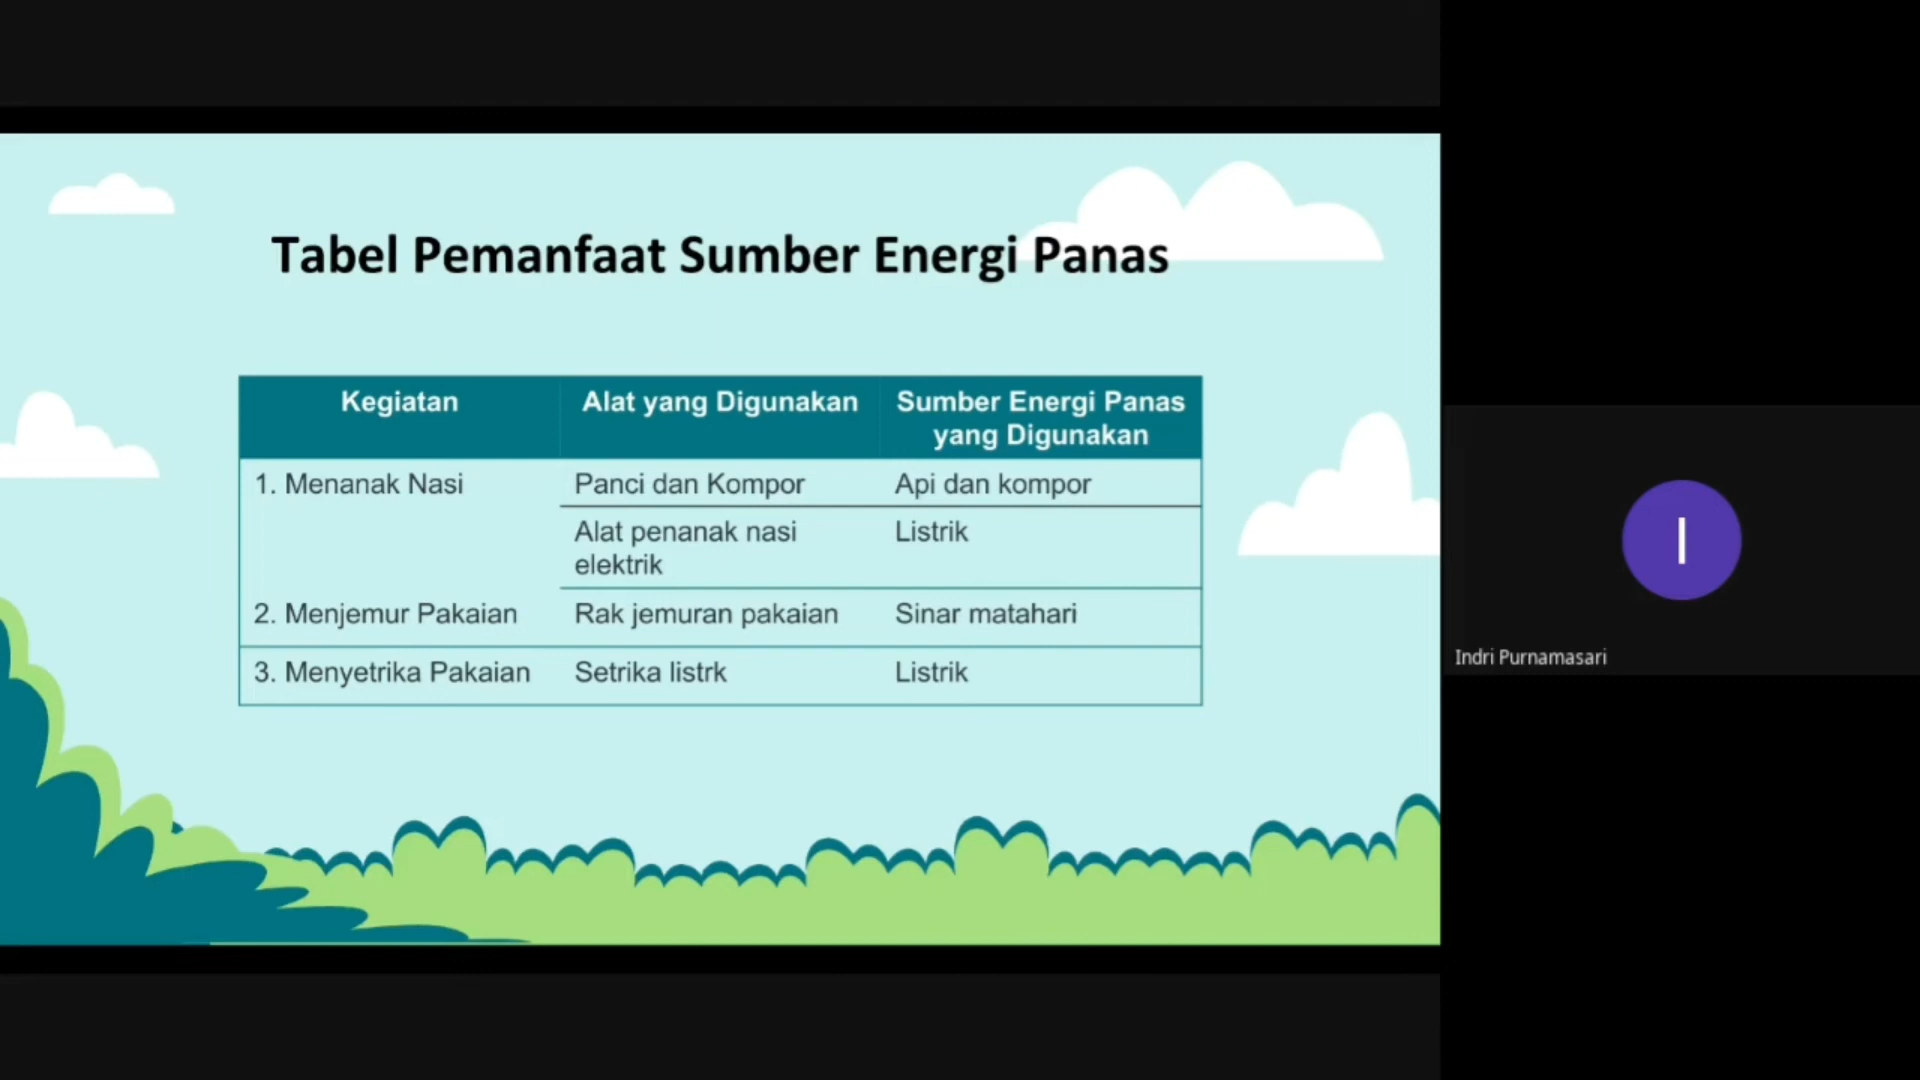 Tabel Pemanfaat Sumber Energi Panas
Kegiatan
Alat yang Digunakan
Sumber Energi Panas
yang Digunakan
1. Menanak Nasi
Panci dan Kompor
Api dan kompor
Alat penanak nasi
elektrik
Listrik
2. Menjemur Pakaian
Rak jemuran pakaian
Sinar matahari
3. Menyetrika Pakaian
Setrika listrk
Listrik
I
Indri Purnamasari